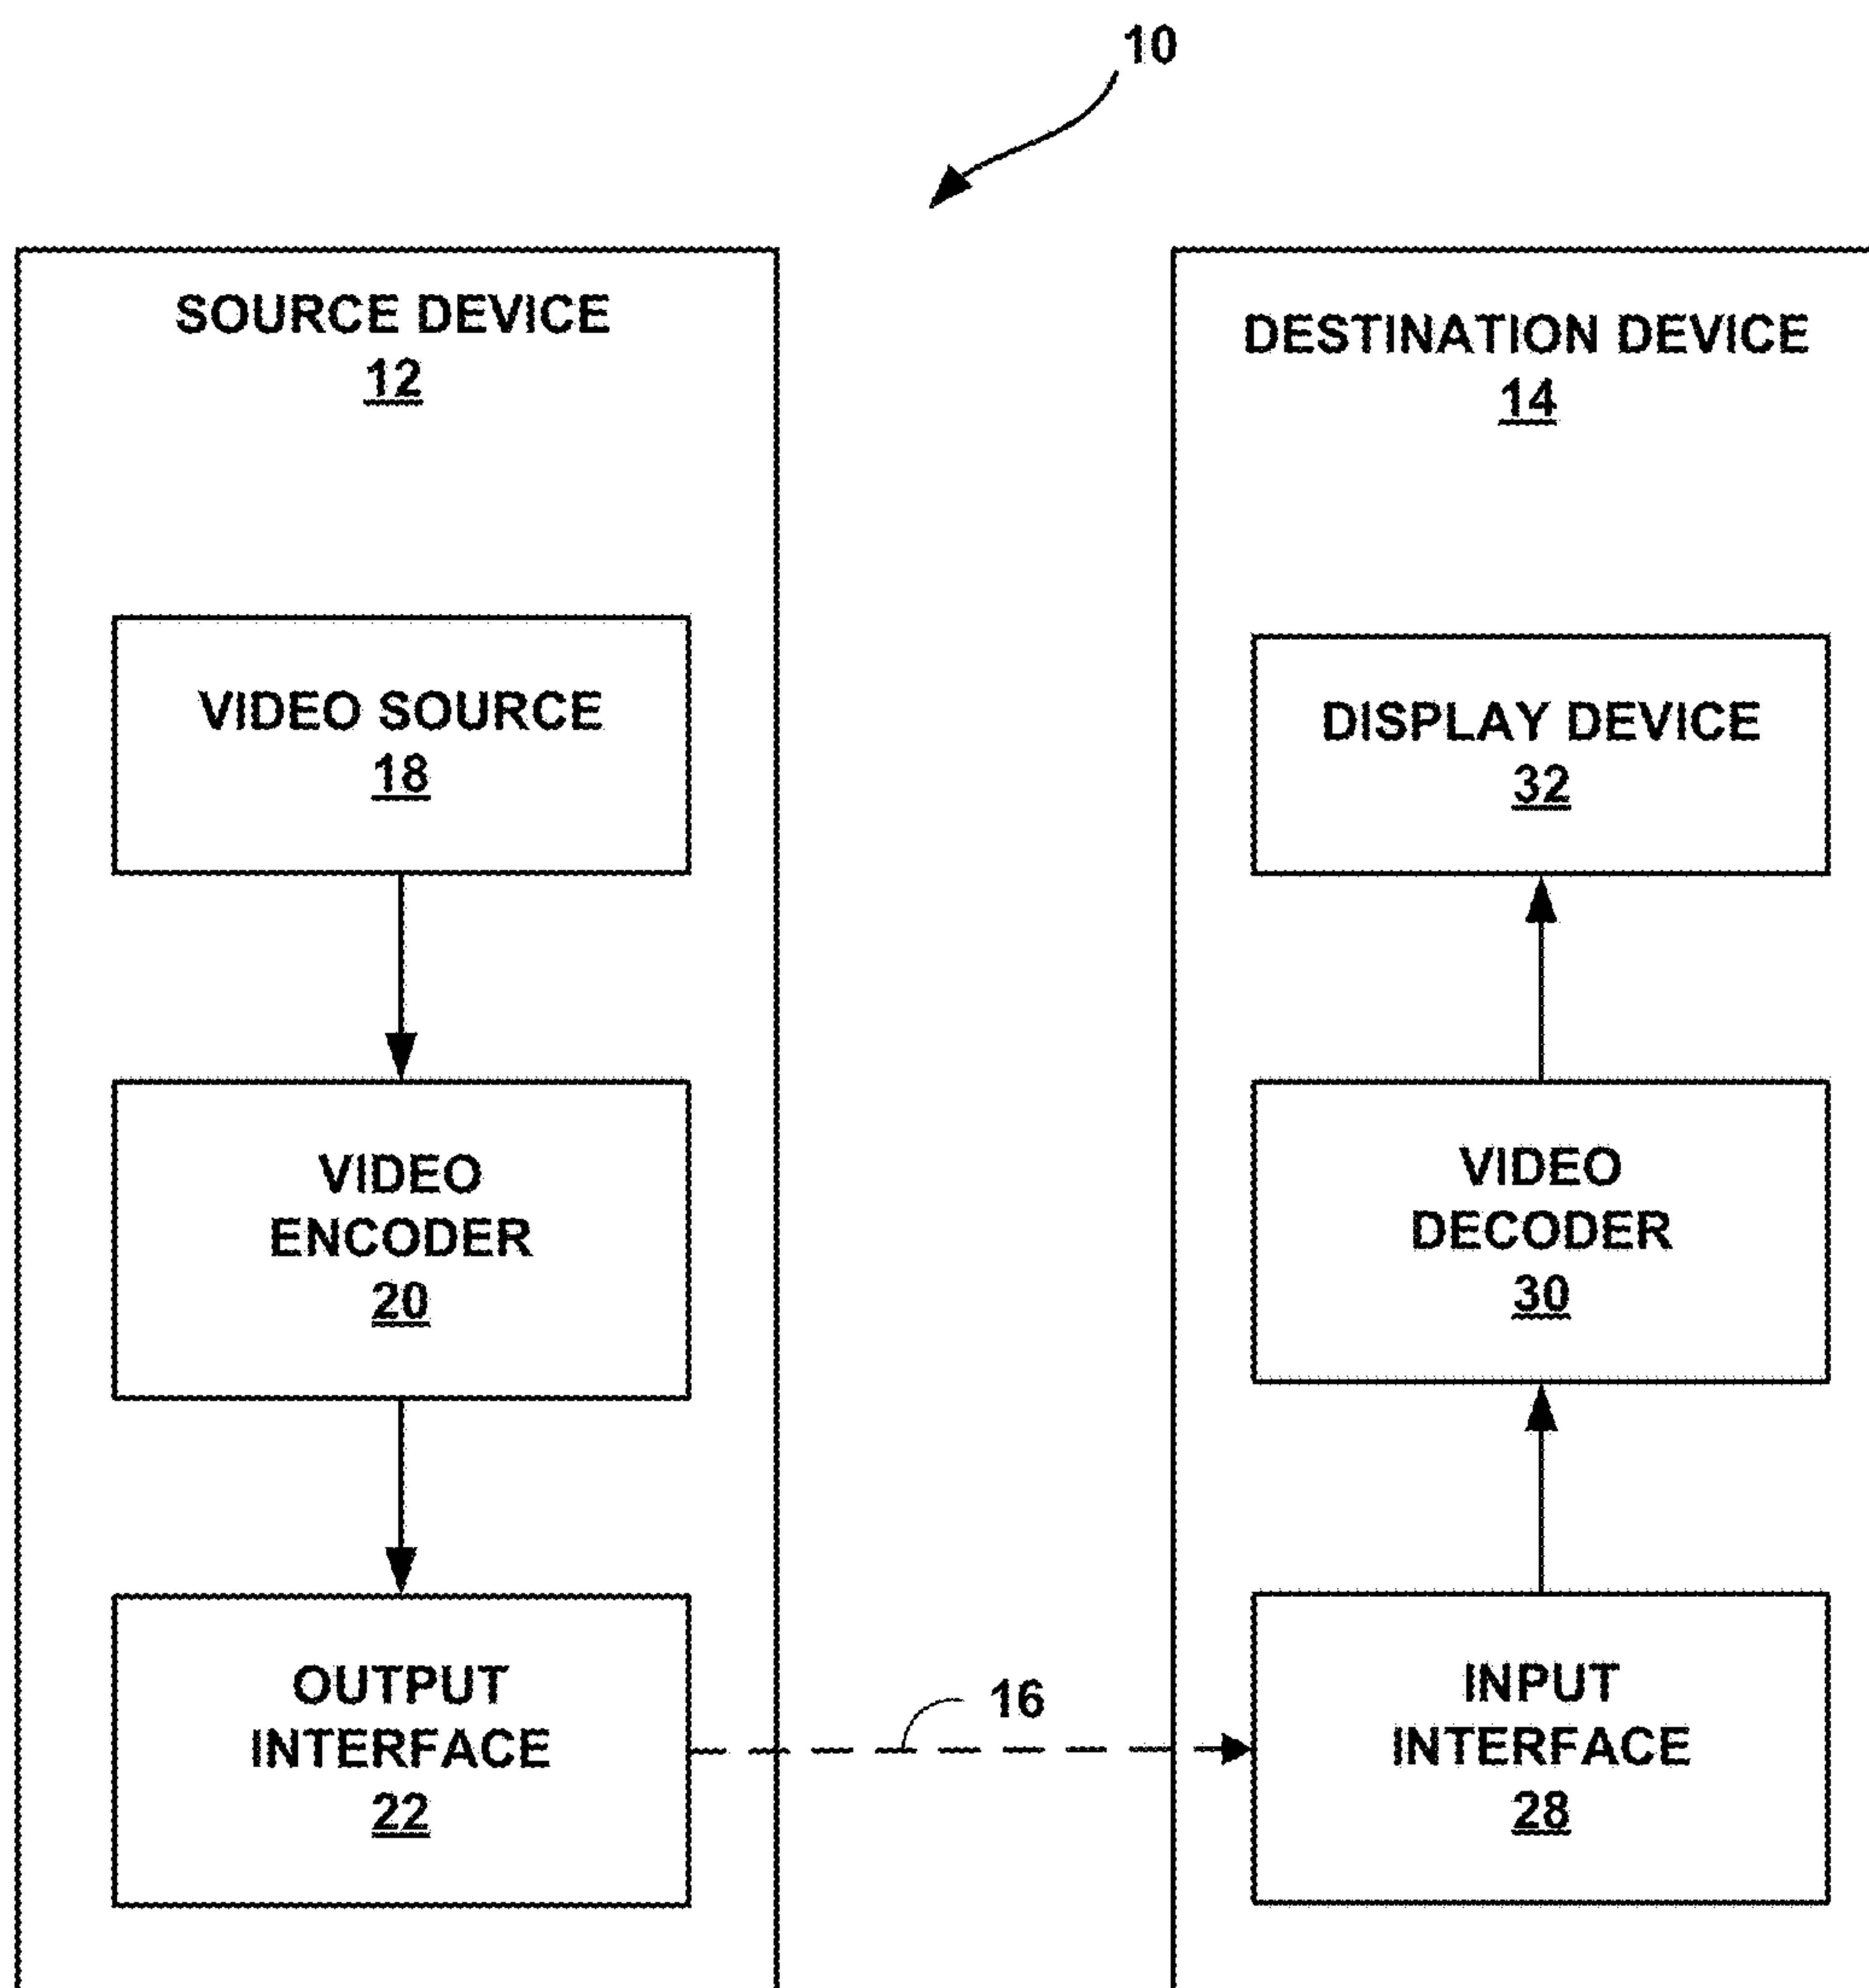 10
SOURCE DEVICE
12
VIDEO SOURCE
18
VIDEO
ENCODER
20
OUTPUT
INTERFACE
22
16
DESTINATION DEVICE
14
DISPLAY DEVICE
32
VIDEO
DECODER
30
INPUT
INTERFACE
28